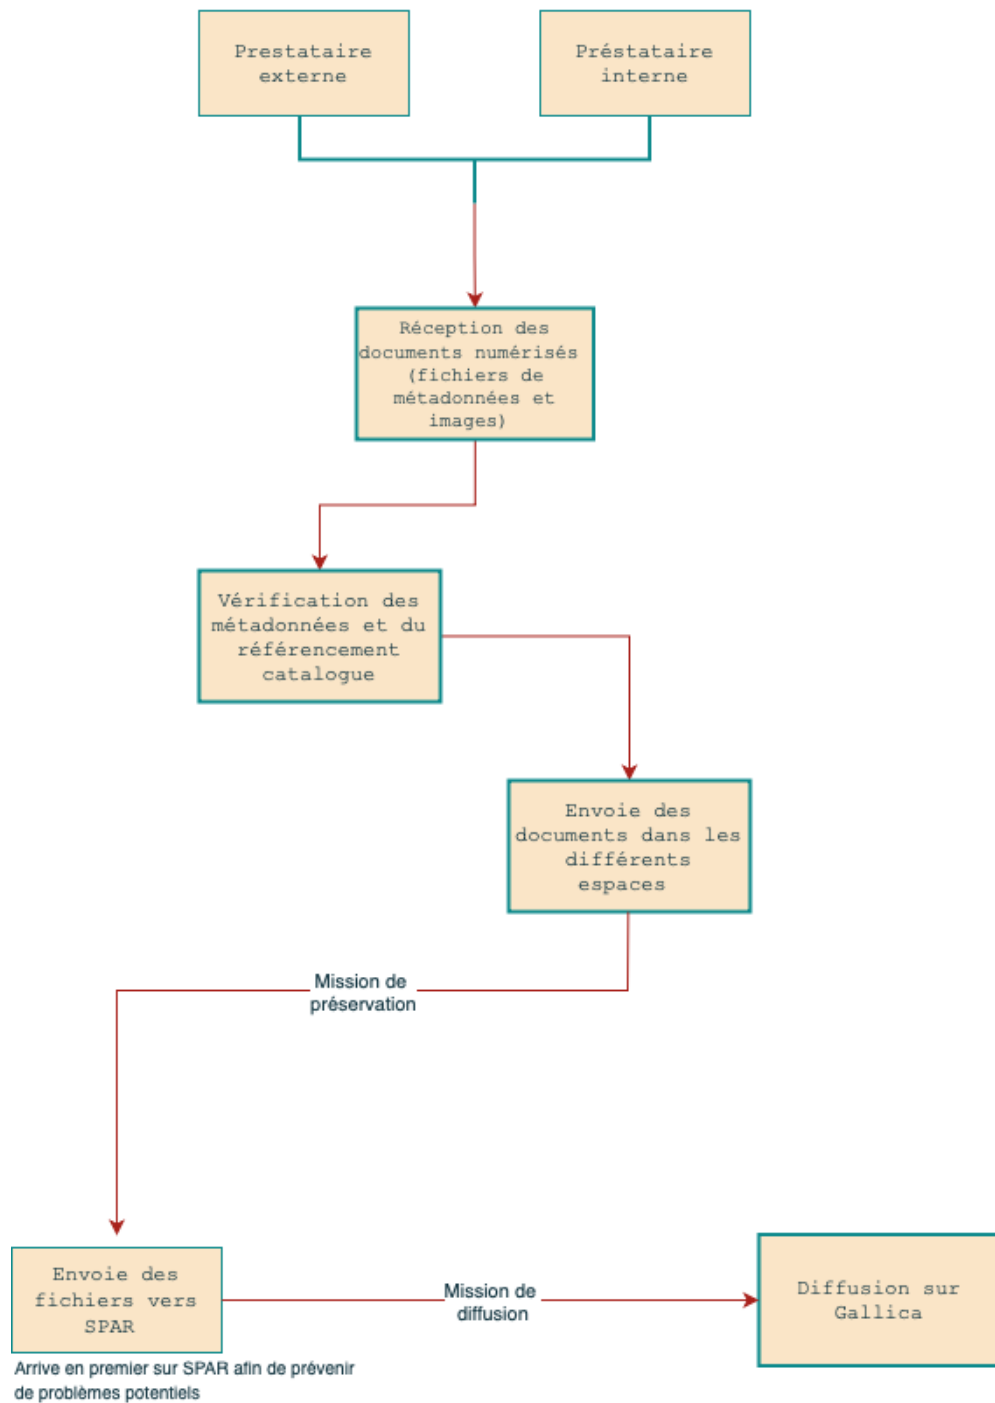 Prestataire
externe
Préstataire
interne
Réception des
documents numérisés
(fichiers de
métadonnées et
images)
Vérification des
métadonnées et du
référencement
catalogue
Envoie des
documents dans les
différents
espaces
Mission de
préservation
Envoie des
fichiers vers
SPAR
Mission de
diffusion
Diffusion sur
Gallica
Arrive en premier sur SPAR afin de prévenir
de problèmes potentiels